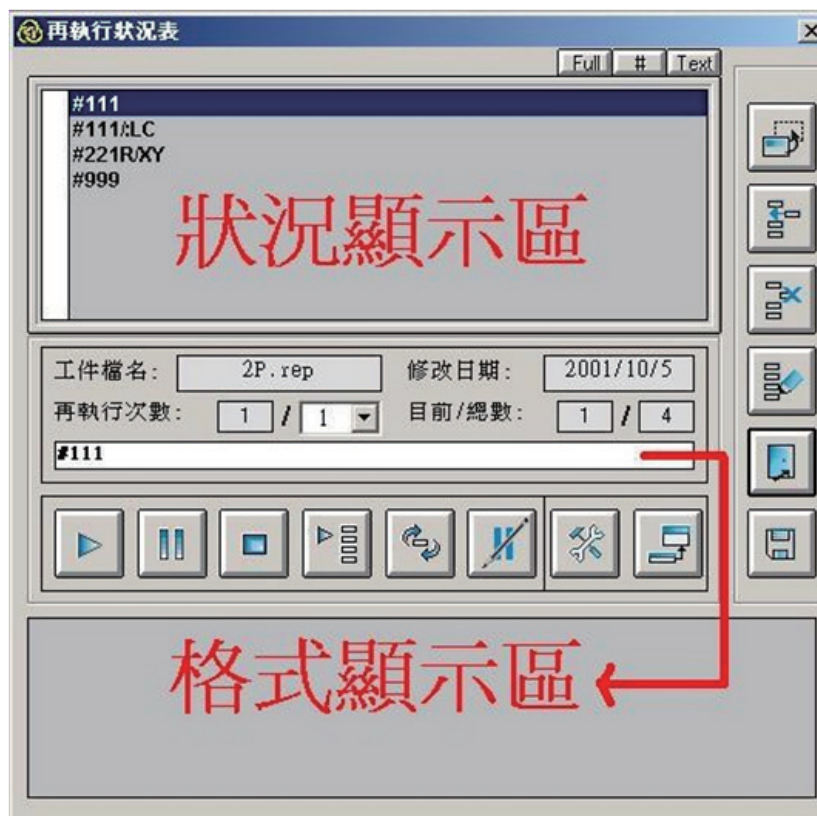 再執行狀況表
Full # Text
#111
#111/:LC
#221R/XY
#999
狀況顯示區
工件檔名: 2P.rep 修改日期: 2001/10/5
再執行次數: 1 / 1 目前/總數: 1 / 4
#111
格式顯示區